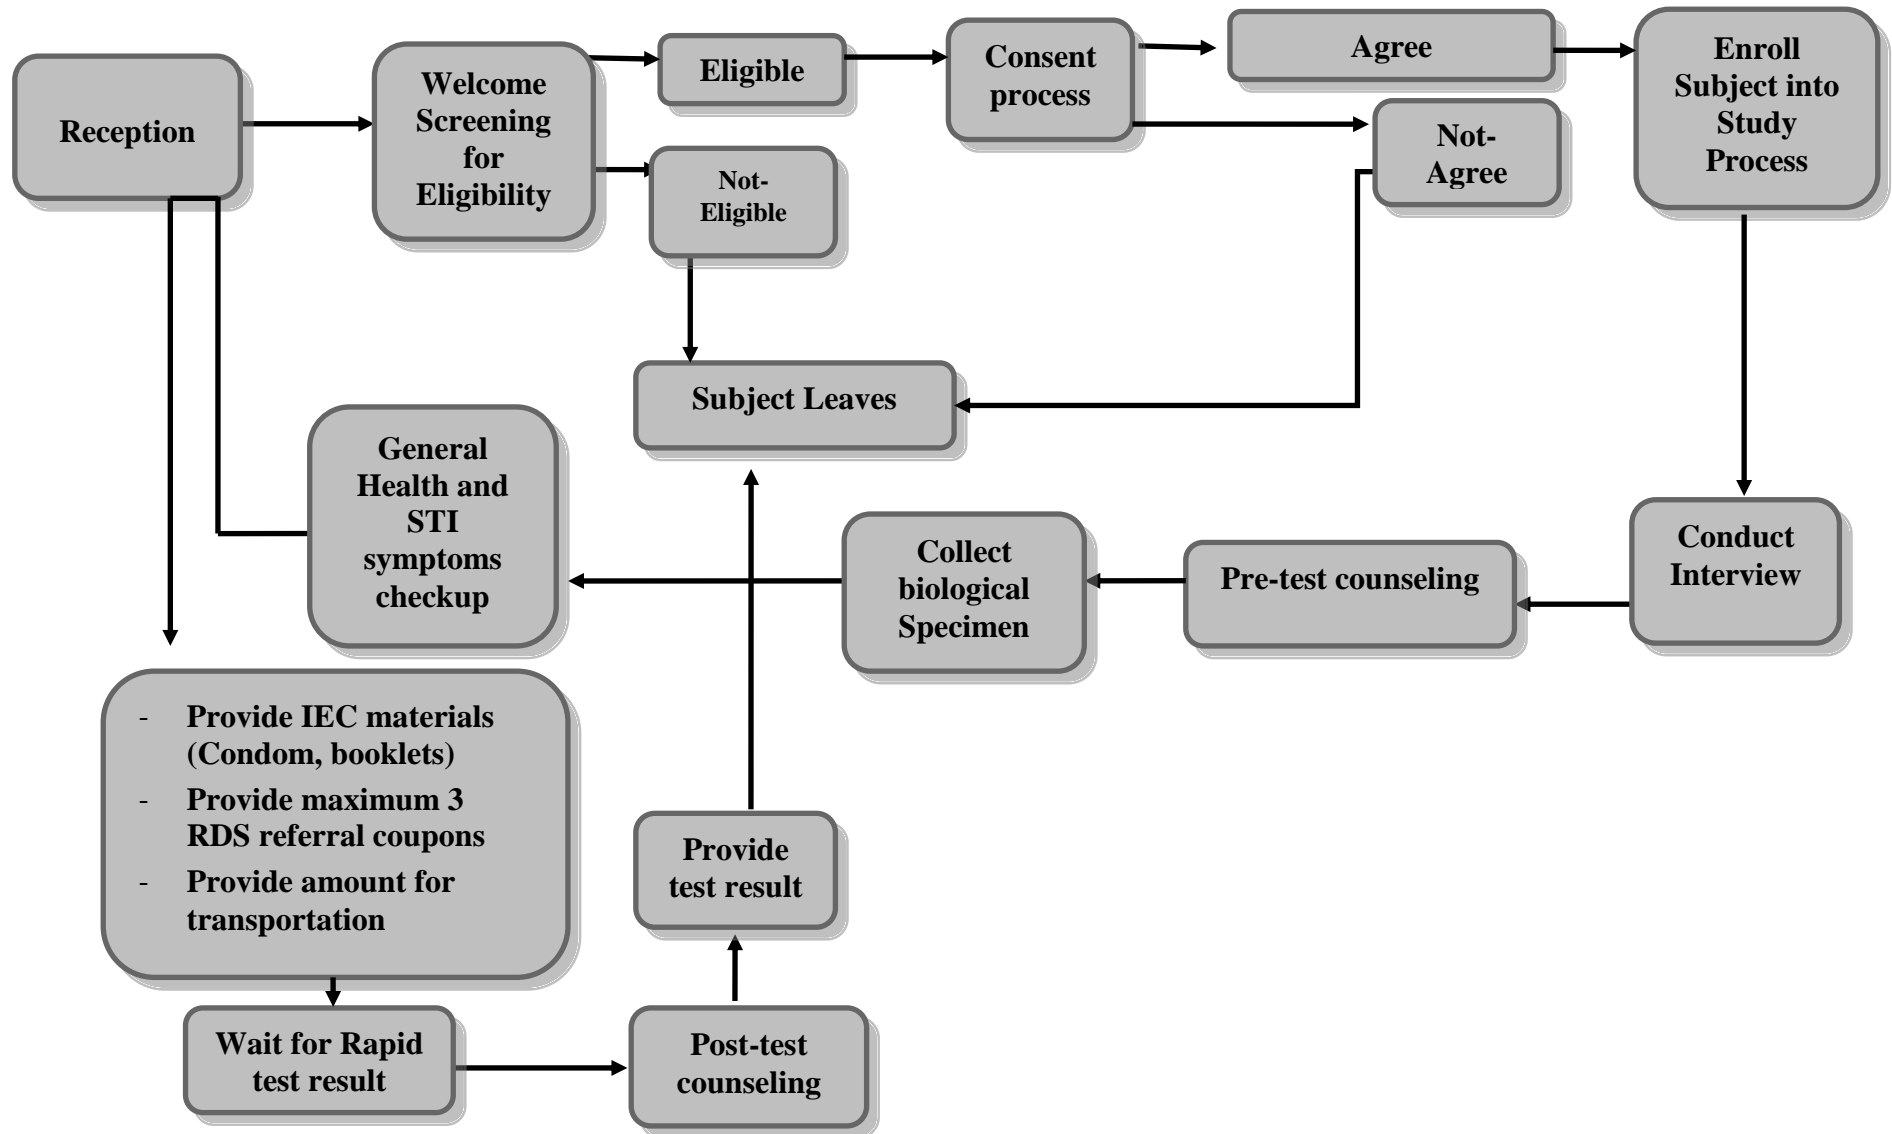 Reception
Welcome
Screening
for
Eligibility
Eligible
Not-
Eligible
Consent
process
Agree
Not-
Agree
Enroll
Subject into
Study
Process
Subject Leaves
General
Health and
STI
symptoms
checkup
Collect
biological
Specimen
Pre-test counseling
Conduct
Interview
- Provide IEC materials
(Condom, booklets)
- Provide maximum 3
RDS referral coupons
- Provide amount for
transportation
Provide
test result
Wait for Rapid
test result
Post-test
counseling